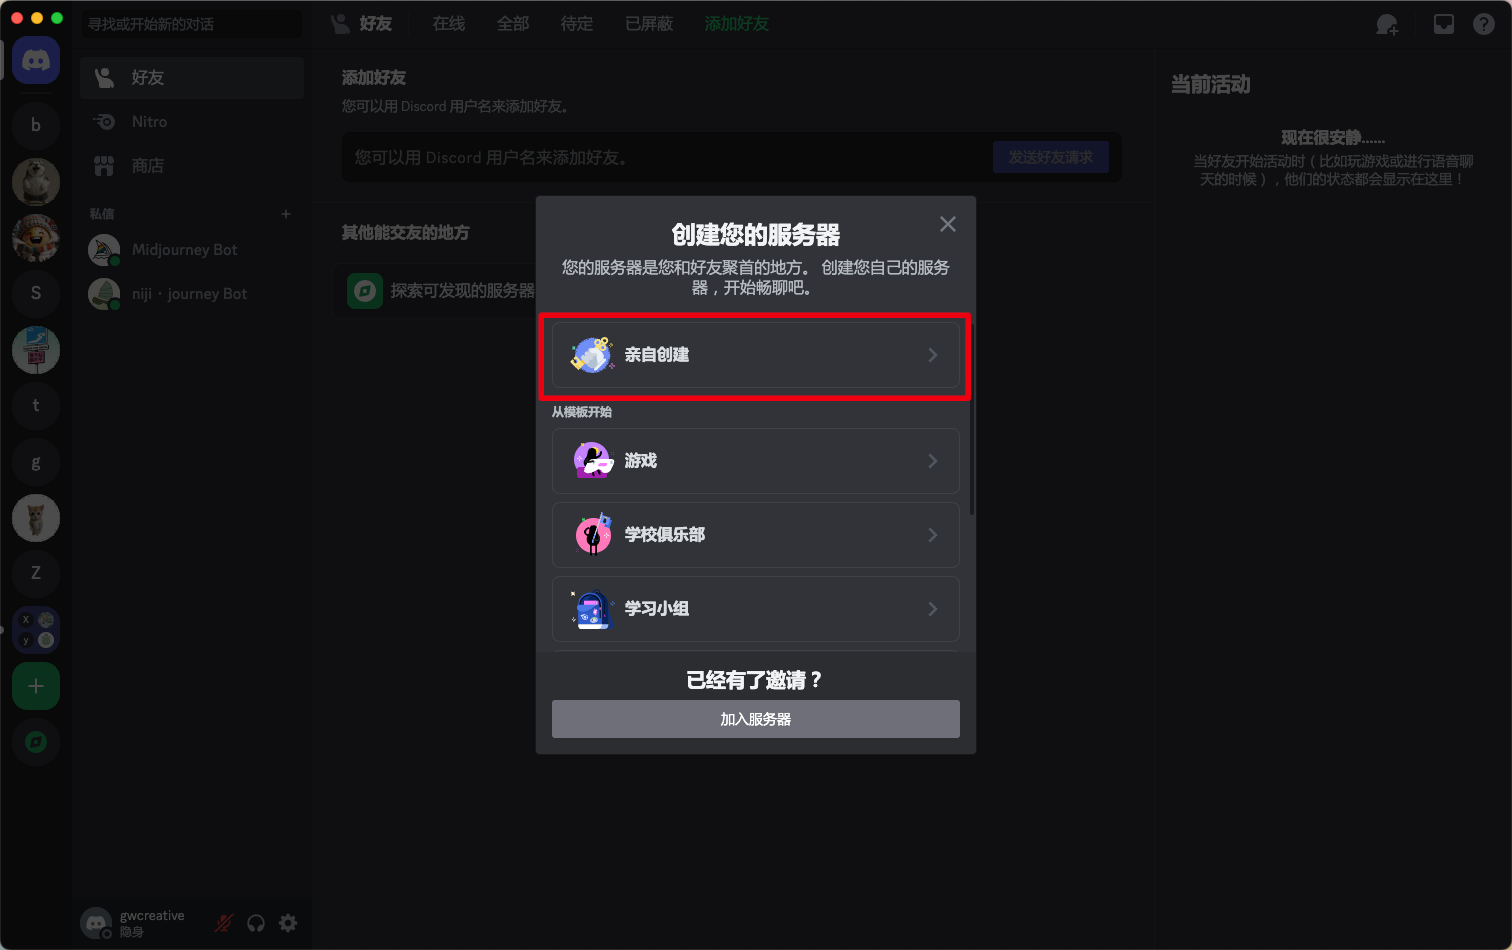 寻找或开始新的对话
好友
在线
全部
待定
已屏蔽
添加好友
好友
Nitro
商店
私信
Midjourney Bot
niji・journey Bot
b
S
t
g
Z
X
y
添加好友
您可以用 Discord 用户名来添加好友。
您可以用 Discord 用户名来添加好友。
发送好友请求
其他能交友的地方
探索可发现的服务器
当前活动
现在很安静......
当好友开始活动时（比如玩游戏或进行语音聊
天的时候），他们的状态都会显示在这里！
创建您的服务器
您的服务器是您和好友聚首的地方。 创建您自己的服务
器，开始畅聊吧。
亲自创建
从模板开始
游戏
学校俱乐部
学习小组
已经有了邀请？
加入服务器
gwcreative
隐身